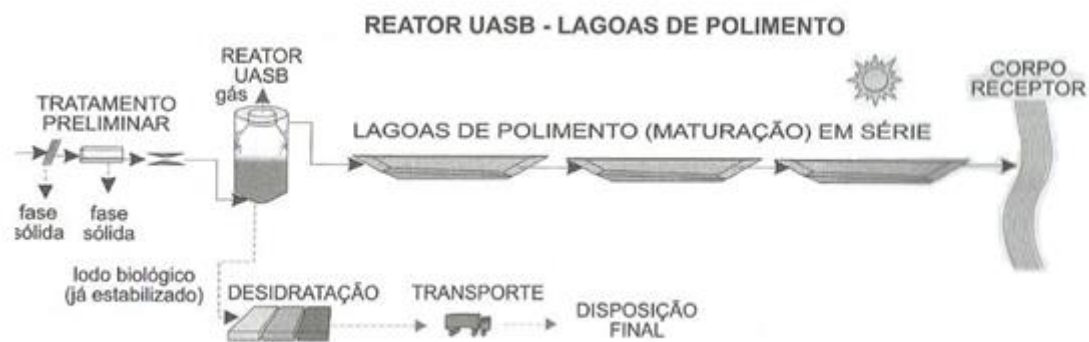 REATOR UASB - LAGOAS DE POLIMENTO
REATOR
UASB
gás
TRATAMENTO
PRELIMINAR
CORPO
RECEPTOR
LAGOAS DE POLIMENTO (MATURAÇÃO) EM SÉRIE
fase
sólida
fase
sólida
lodo biológico
(já estabilizado)
DESIDRATAÇÃO
TRANSPORTE
DISPOSIÇÃO
FINAL